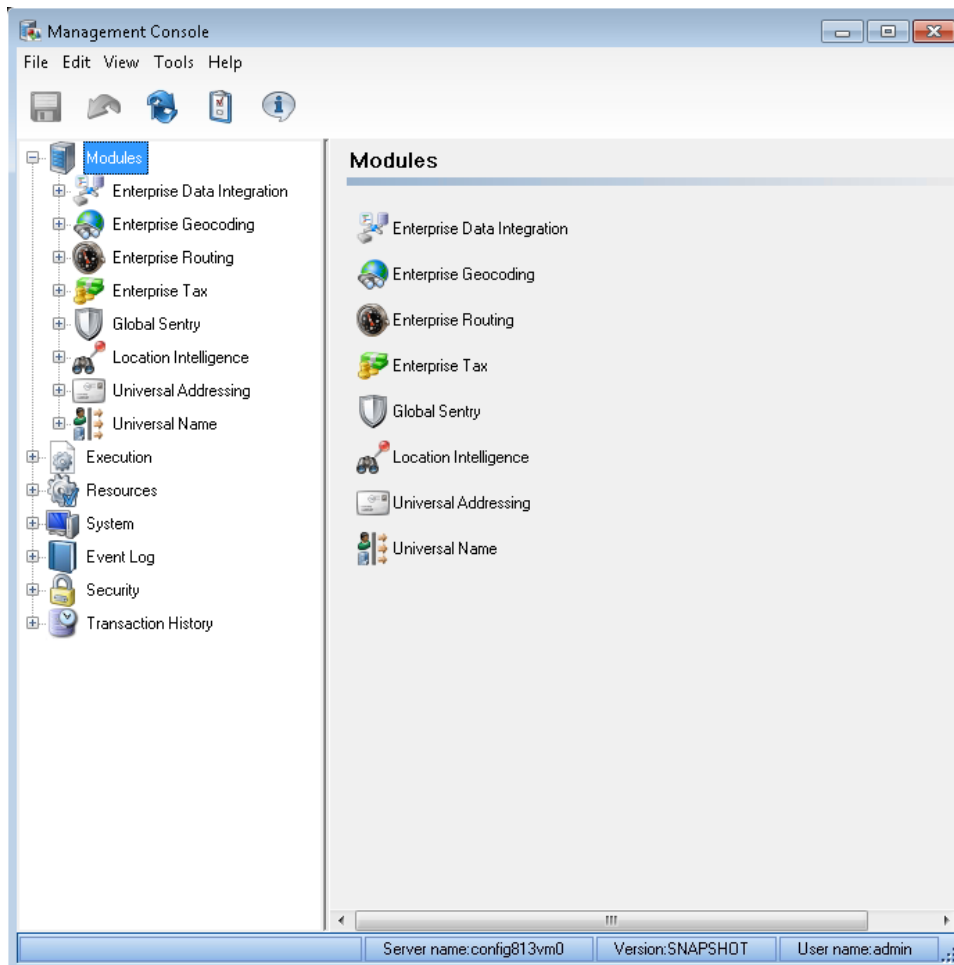 Management Console
File Edit View Tools Help
Modules
Enterprise Data Integration
Enterprise Geocoding
Enterprise Routing
Enterprise Tax
Global Sentry
Location Intelligence
Universal Addressing
Universal Name
Execution
Resources
System
Event Log
Security
Transaction History
Modules
Enterprise Data Integration
Enterprise Geocoding
Enterprise Routing
Enterprise Tax
Global Sentry
Location Intelligence
Universal Addressing
Universal Name
Server name:config813vm0 Version:SNAPSHOT User name:admin